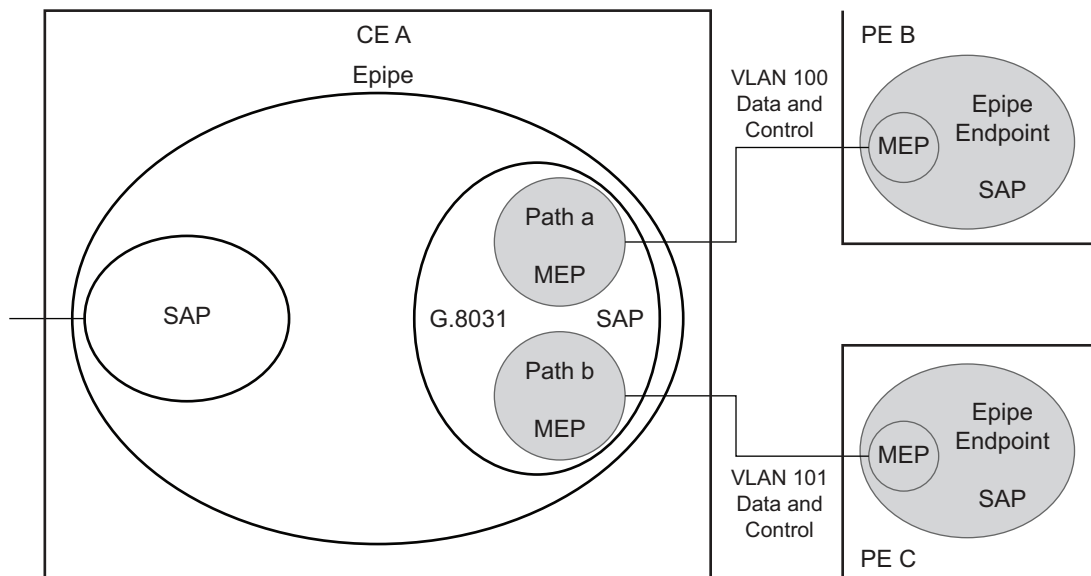 CE A
Epipe
SAP
G.8031
SAP
Path a
MEP
Path b
MEP
VLAN 100
Data and
Control
VLAN 101
Data and
Control
PE B
MEP
Epipe
Endpoint
SAP
MEP
Epipe
Endpoint
SAP
PE C